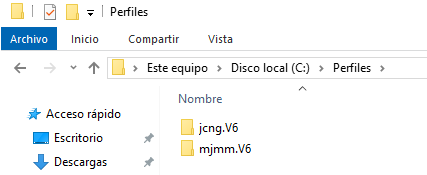 Perfiles
Archivo Inicio Compartir Vista
Este equipo Disco local (C:) Perfiles
Nombre
Acceso rápido
jcng.V6
Escritorio
mjmm.V6
Descargas